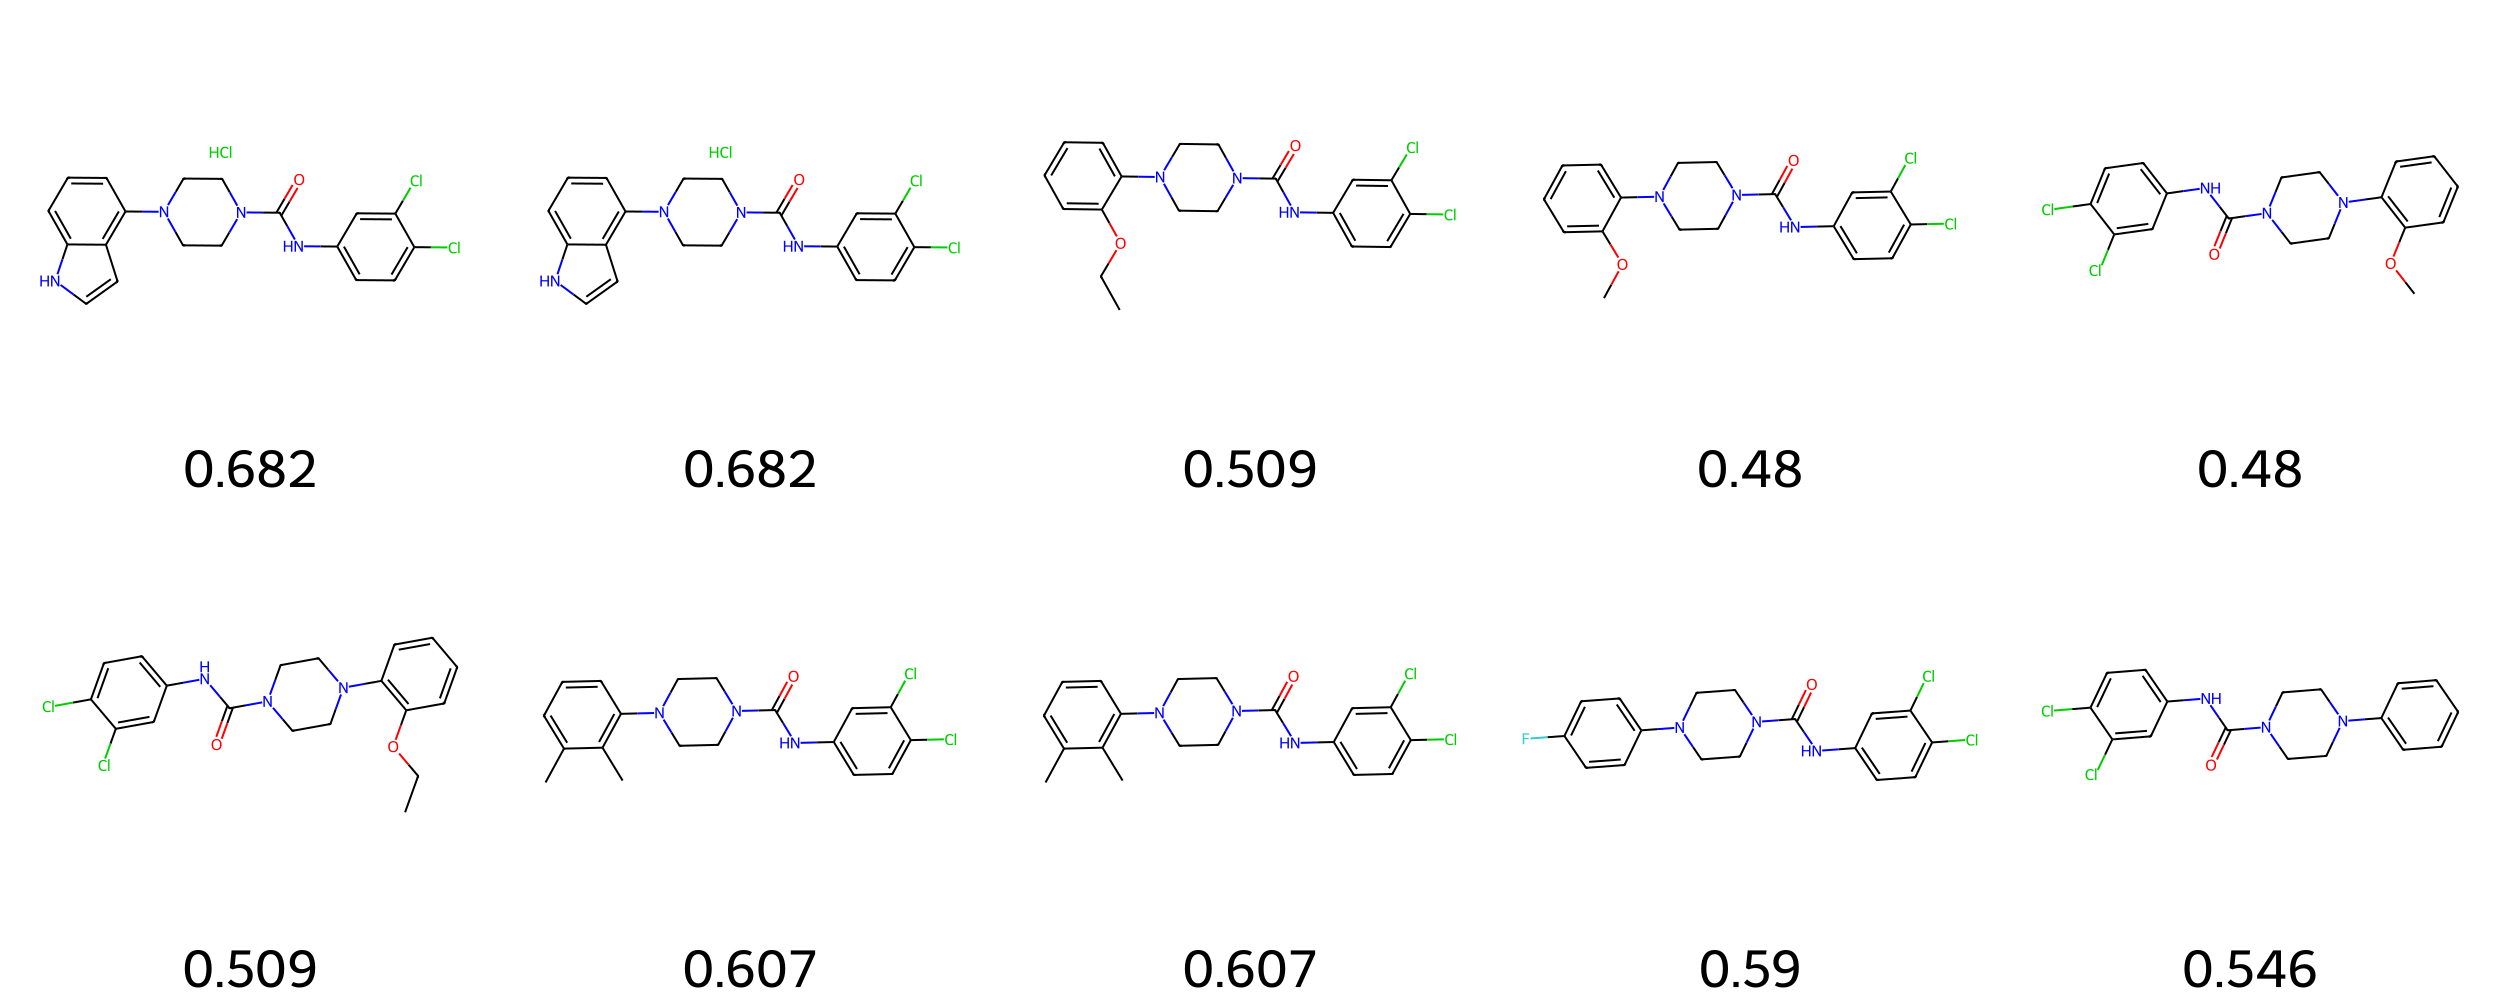 HCl O Cl N N HN Cl HN
HCl O Cl N N HN Cl HN
O Cl N N HN Cl O
O Cl N N HN Cl O
Cl NH N N O O Cl
0.682 0.682 0.509 0.48 0.48
Cl H N N N O O Cl
O Cl N N HN Cl
O Cl N N HN Cl
F N N O Cl HN Cl
Cl NH N N O Cl
0.509 0.607 0.607 0.59 0.546